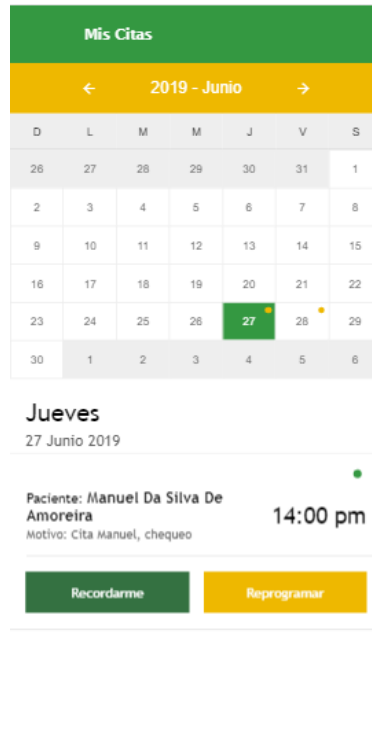 Mis Citas
← 2019 - Junio →
D L M M J V S
26 27 28 29 30 31 1
2 3 4 5 6 7 8
9 10 11 12 13 14 15
16 17 18 19 20 21 22
23 24 25 26 27 28 29
30 1 2 3 4 5 6
Jueves
27 Junio 2019
Paciente: Manuel Da Silva De
Amoreira
14:00 pm
Motivo: Cita Manuel, chequeo
Recordarme Reprogramar